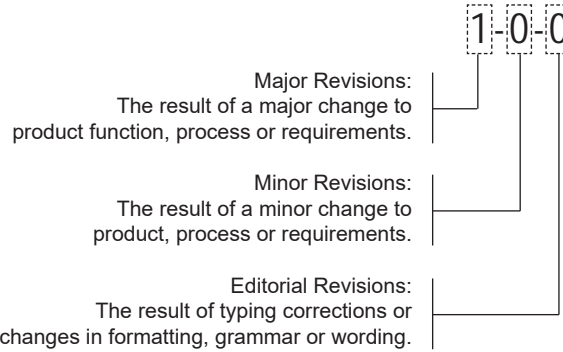 1-0-0
Major Revisions:
The result of a major change to
product function, process or requirements.
Minor Revisions:
The result of a minor change to
product, process or requirements.
Editorial Revisions:
The result of typing corrections or
changes in formatting, grammar or wording.